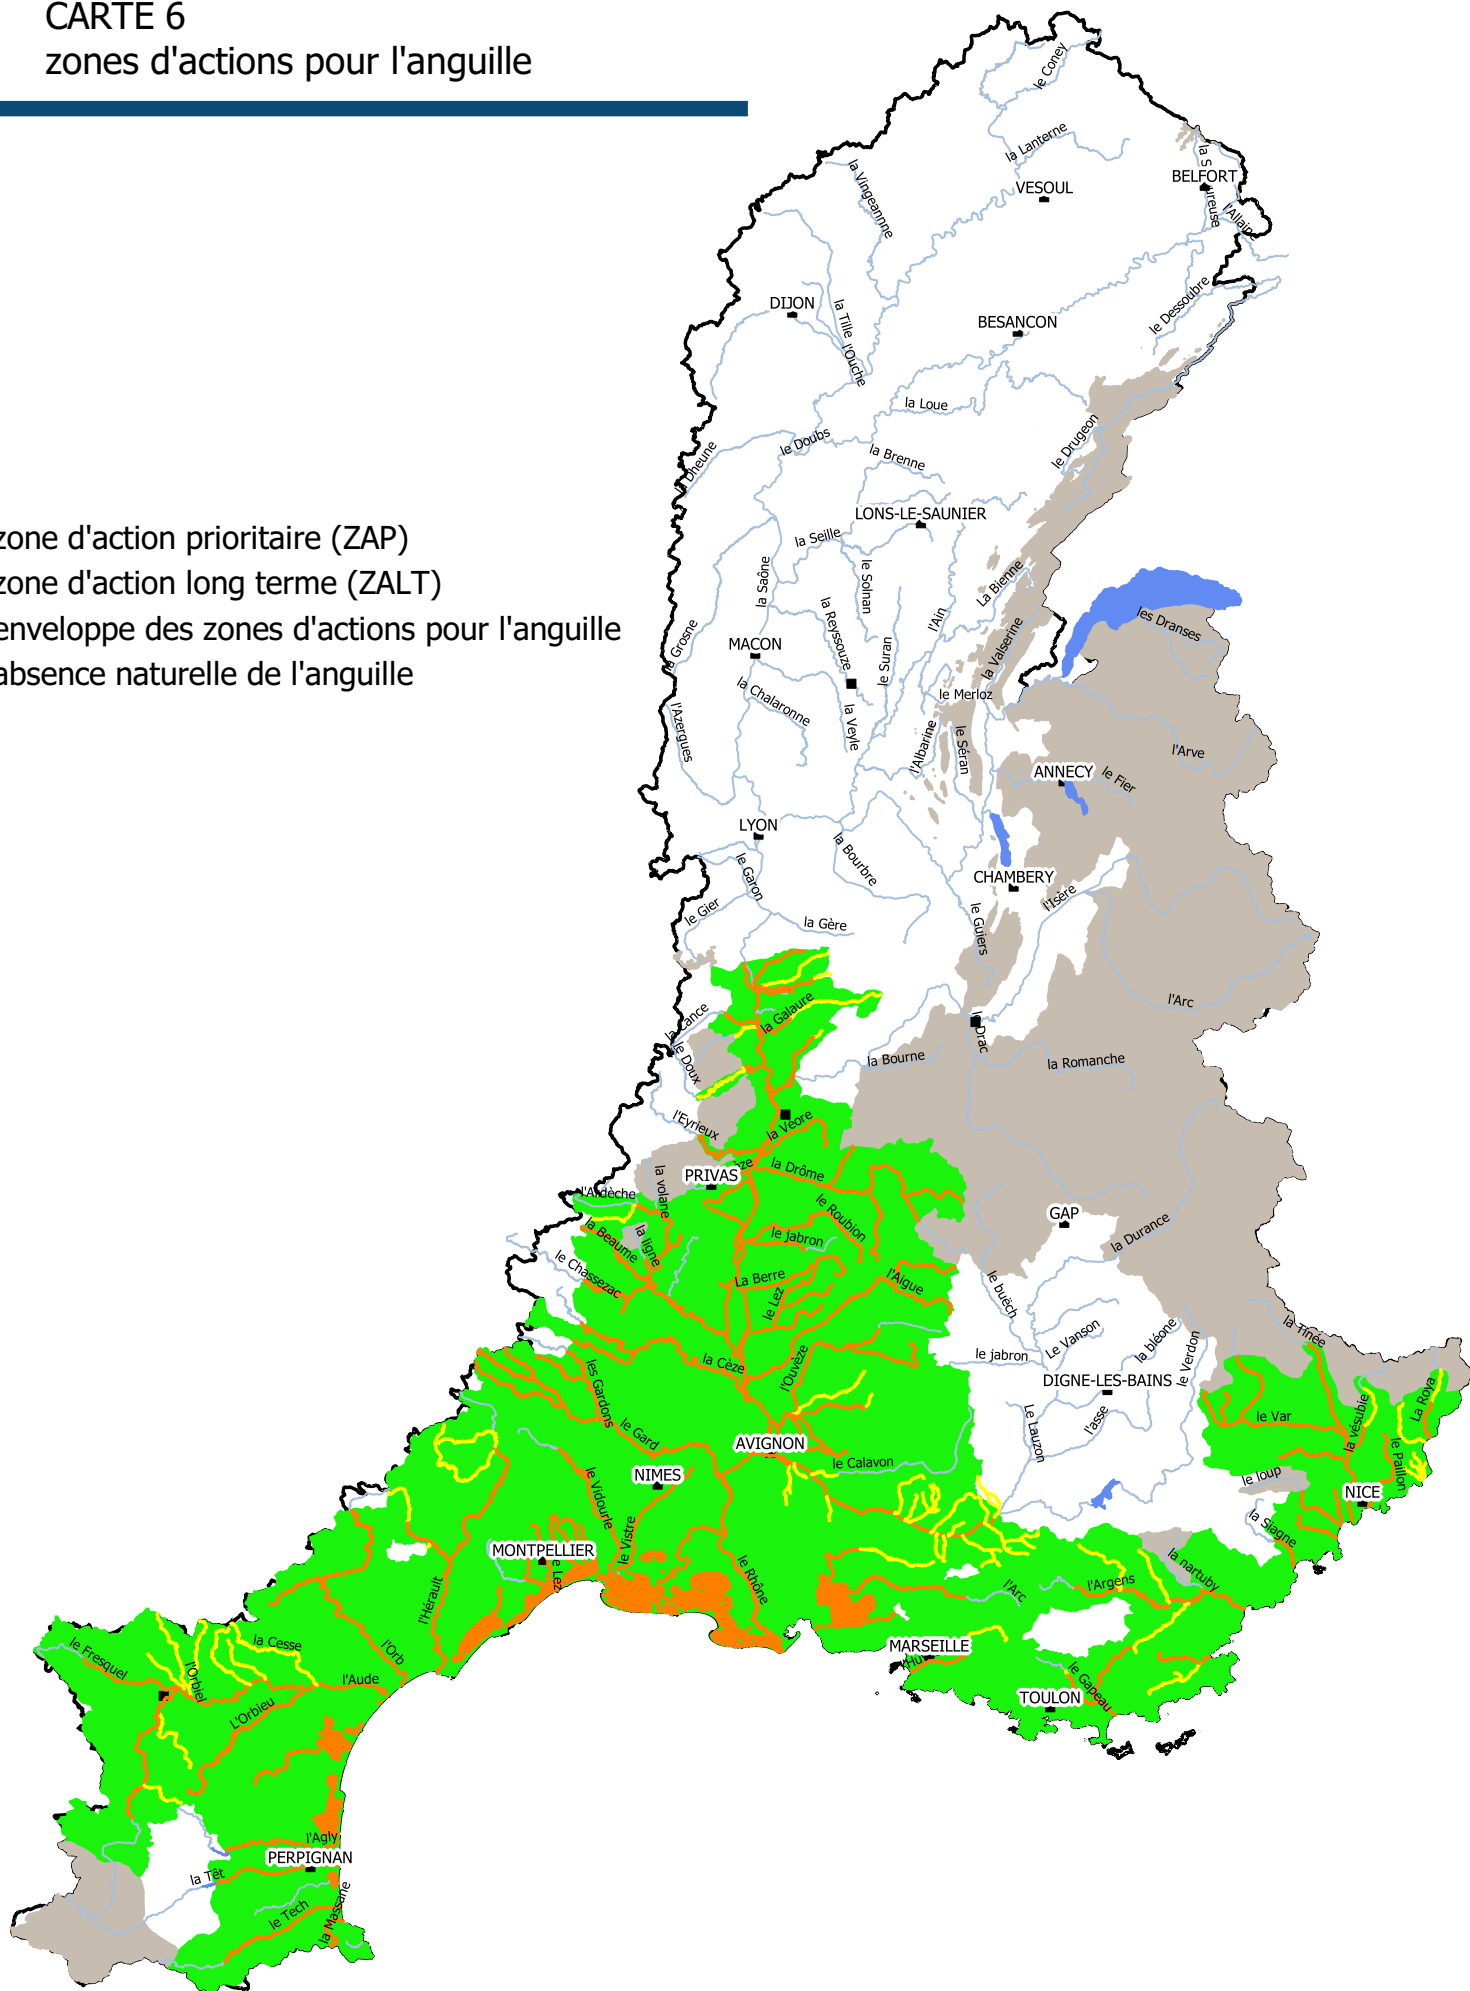 CARTE 6
zones d'actions pour l'anguille
zone d'action prioritaire (ZAP)
zone d'action long terme (ZALT)
enveloppe des zones d'actions pour l'anguille
absence naturelle de l'anguille
le Coney
la Lanterne
la Vingeannne
VESOUL
BELFORT
l'Allaine
DIJON
la Tille
l'Ouche
BESANCON
le Dessoubre
la Loue
le Doubs
la Dheune
la Brenne
le Drugeon
LONS-LE-SAUNIER
la Seille
la Saône
le Solnan
la Reyssouze
La Bienne
l'Ain
les Dranses
la Grosne
MACON
le Suran
la Valserine
la Chalaronne
le Merloz
l'Azergues
la Veyle
l'Albarine
le Séran
l'Arve
ANNECY
le Fier
LYON
la Bourbre
le Garon
CHAMBERY
l'Isère
le Gier
la Gère
le Guiers
l'Arc
la Galaure
le Drac
le Doux
la Bourne
la Romanche
l'Eyrieux
la Véore
PRIVAS
la Drôme
la volane
l'Ardèche
le Roubion
GAP
la Beaume
la ligne
le jabron
la Durance
le Chassezac
La Berre
le Lez
l'Aigue
le buëch
la Tinée
Le Vanson
la bléone
le Verdon
le jabron
la Cèze
l'Ouvèze
les Gardons
DIGNE-LES-BAINS
La Roya
la vésubie
le Var
Le Lauzon
l'asse
le Gard
AVIGNON
le Calavon
le Paillon
NIMES
le loup
NICE
le Vidourle
le Vistre
la Siagne
MONTPELLIER
le Lez
le Rhône
la nartuby
l'Argens
l'Arc
l'Hérault
la Cesse
l'Orb
MARSEILLE
le Fresquel
l'Orbiel
l'Aude
L'Orbieu
le Gapeau
TOULON
l'Agly
PERPIGNAN
la Têt
le Tech
la Massane